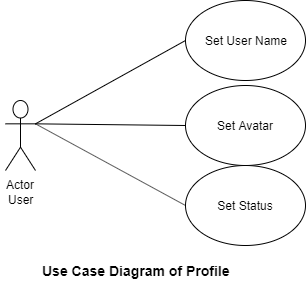 Set User Name
Set Avatar
Actor
User
Set Status
Use Case Diagram of Profile